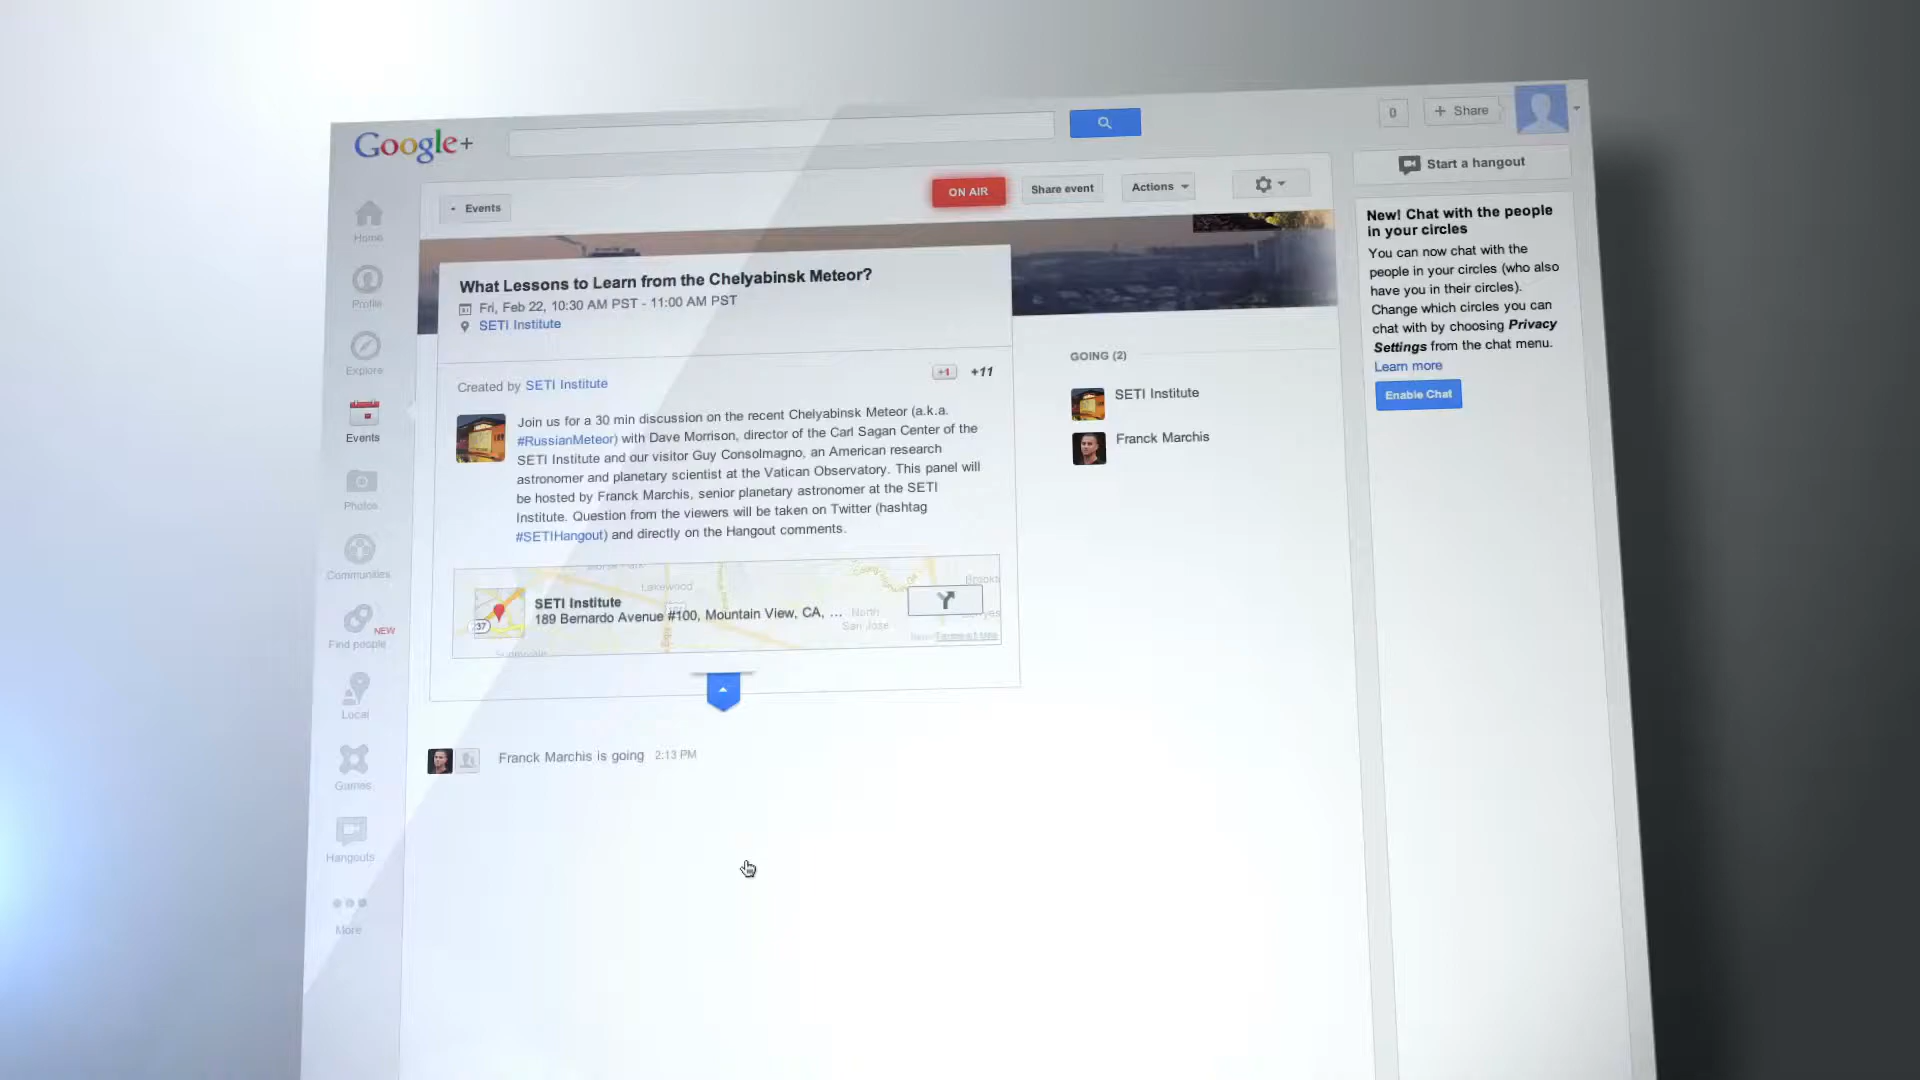 Google+
0
+ Share
Start a hangout
Events
ON AIR
Share event
Actions
Home
Profile
Explore
Events
Photos
Communities
Find people
NEW
Local
Games
Hangouts
More
What Lessons to Learn from the Chelyabinsk Meteor?
Fri, Feb 22, 10:30 AM PST - 11:00 AM PST
SETI Institute
Created by SETI Institute
+1
+11
Join us for a 30 min discussion on the recent Chelyabinsk Meteor (a.k.a.
#RussianMeteor) with Dave Morrison, director of the Carl Sagan Center of the
SETI Institute and our visitor Guy Consolmagno, an American research
astronomer and planetary scientist at the Vatican Observatory. This panel will
be hosted by Franck Marchis, senior planetary astronomer at the SETI
Institute. Question from the viewers will be taken on Twitter (hashtag
#SETIHangout) and directly on the Hangout comments.
Lakewood
SETI Institute
189 Bernardo Avenue #100, Mountain View, CA, ...
North
San Jose
237
Franck Marchis is going 2:13 PM
GOING (2)
SETI Institute
Franck Marchis
New! Chat with the people
in your circles
You can now chat with the
people in your circles (who also
have you in their circles).
Change which circles you can
chat with by choosing Privacy
Settings from the chat menu.
Learn more
Enable Chat